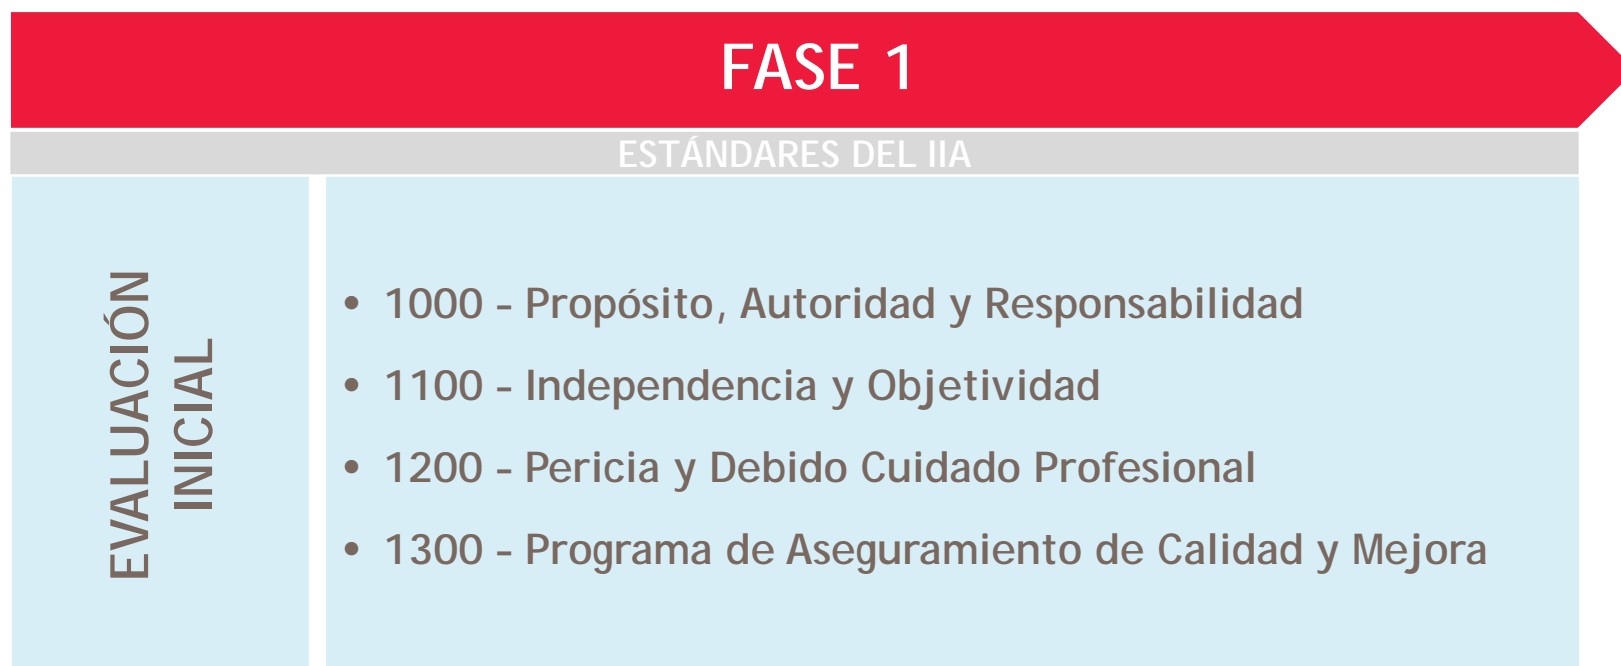 FASE 1
ESTÁNDARES DEL IIA
EVALUACIÓN
INICIAL
• 1000 – Propósito, Autoridad y Responsabilidad
• 1100 – Independencia y Objetividad
• 1200 – Pericia y Debido Cuidado Profesional
• 1300 – Programa de Aseguramiento de Calidad y Mejora